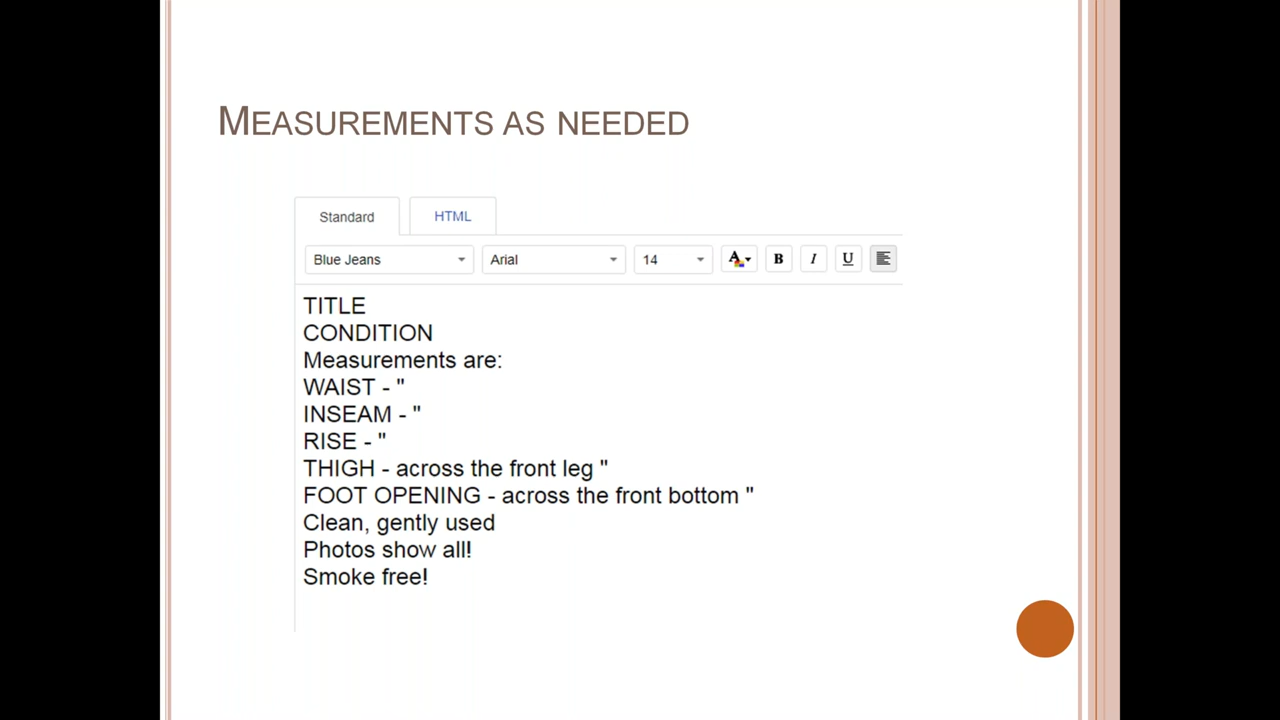 MEASUREMENTS AS NEEDED
Standard HTML
Blue Jeans Arial 14 A B I U
TITLE
CONDITION
Measurements are:
WAIST - "
INSEAM - "
RISE - "
THIGH - across the front leg "
FOOT OPENING - across the front bottom "
Clean, gently used
Photos show all!
Smoke free!